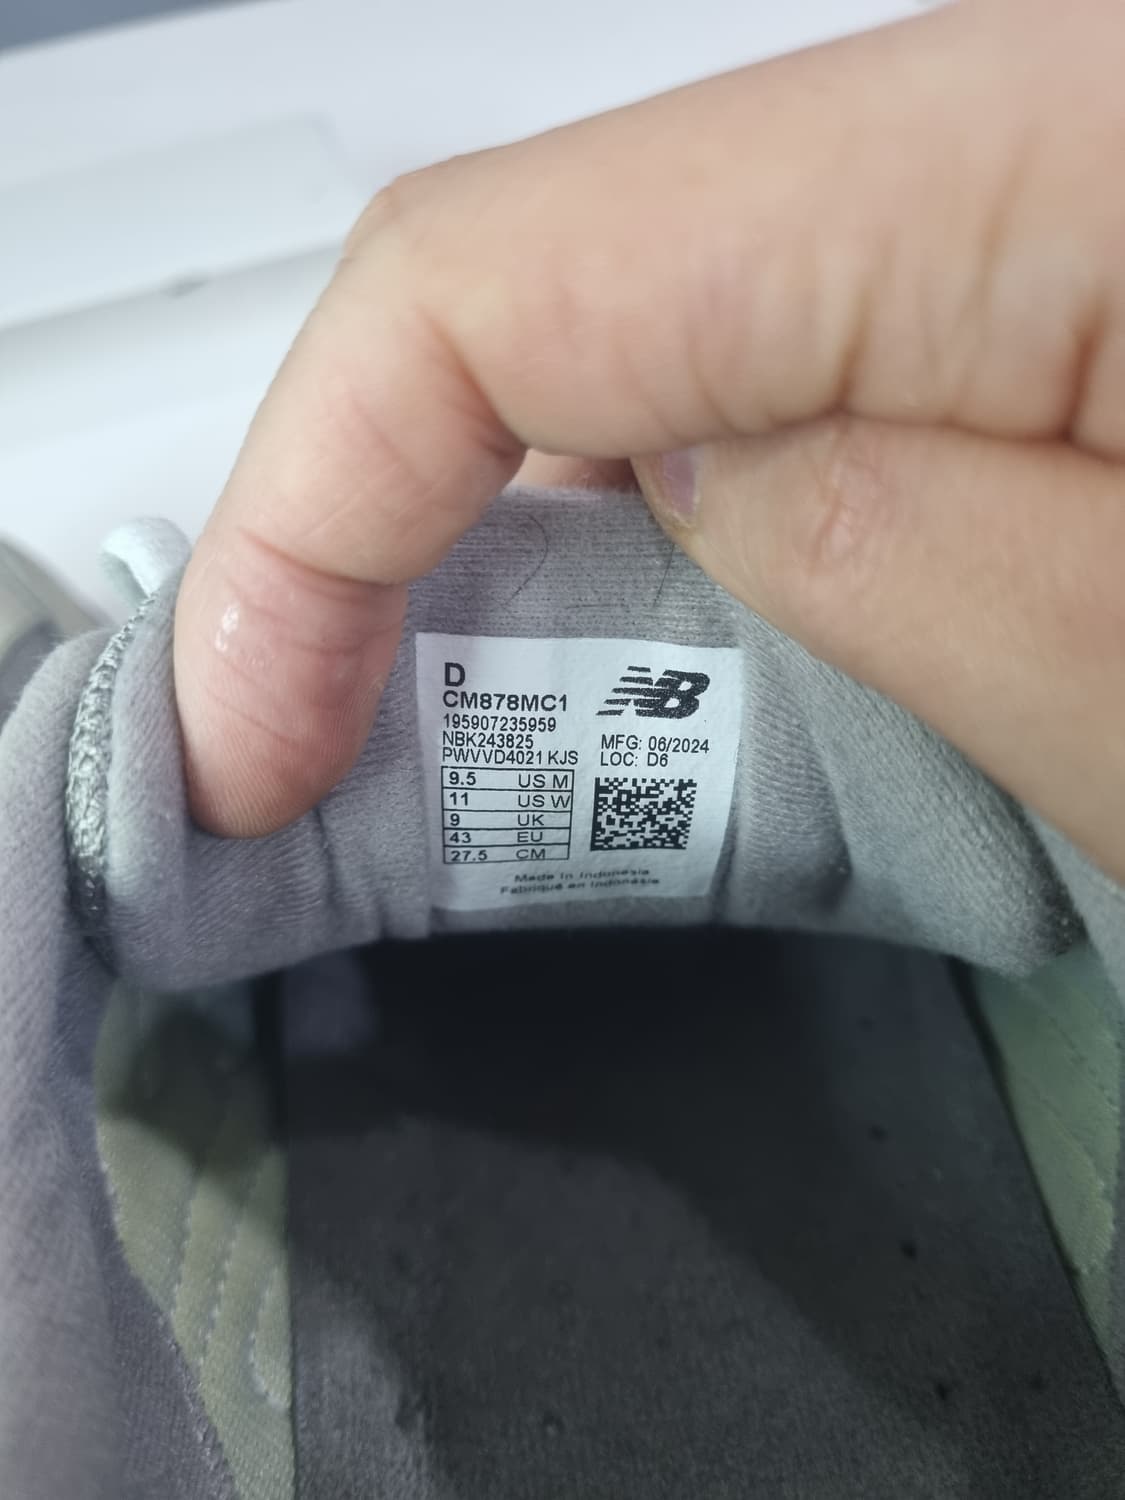 D
CM878MC1
195907235959
NBK243825
PWVVD4021 KJS
9.5 US M
11 US W
9 UK
43 EU
27.5 CM
NB
MFG: 06/2024
LOC: D6
Made in Indonesia
Fabriqué en Indonésie